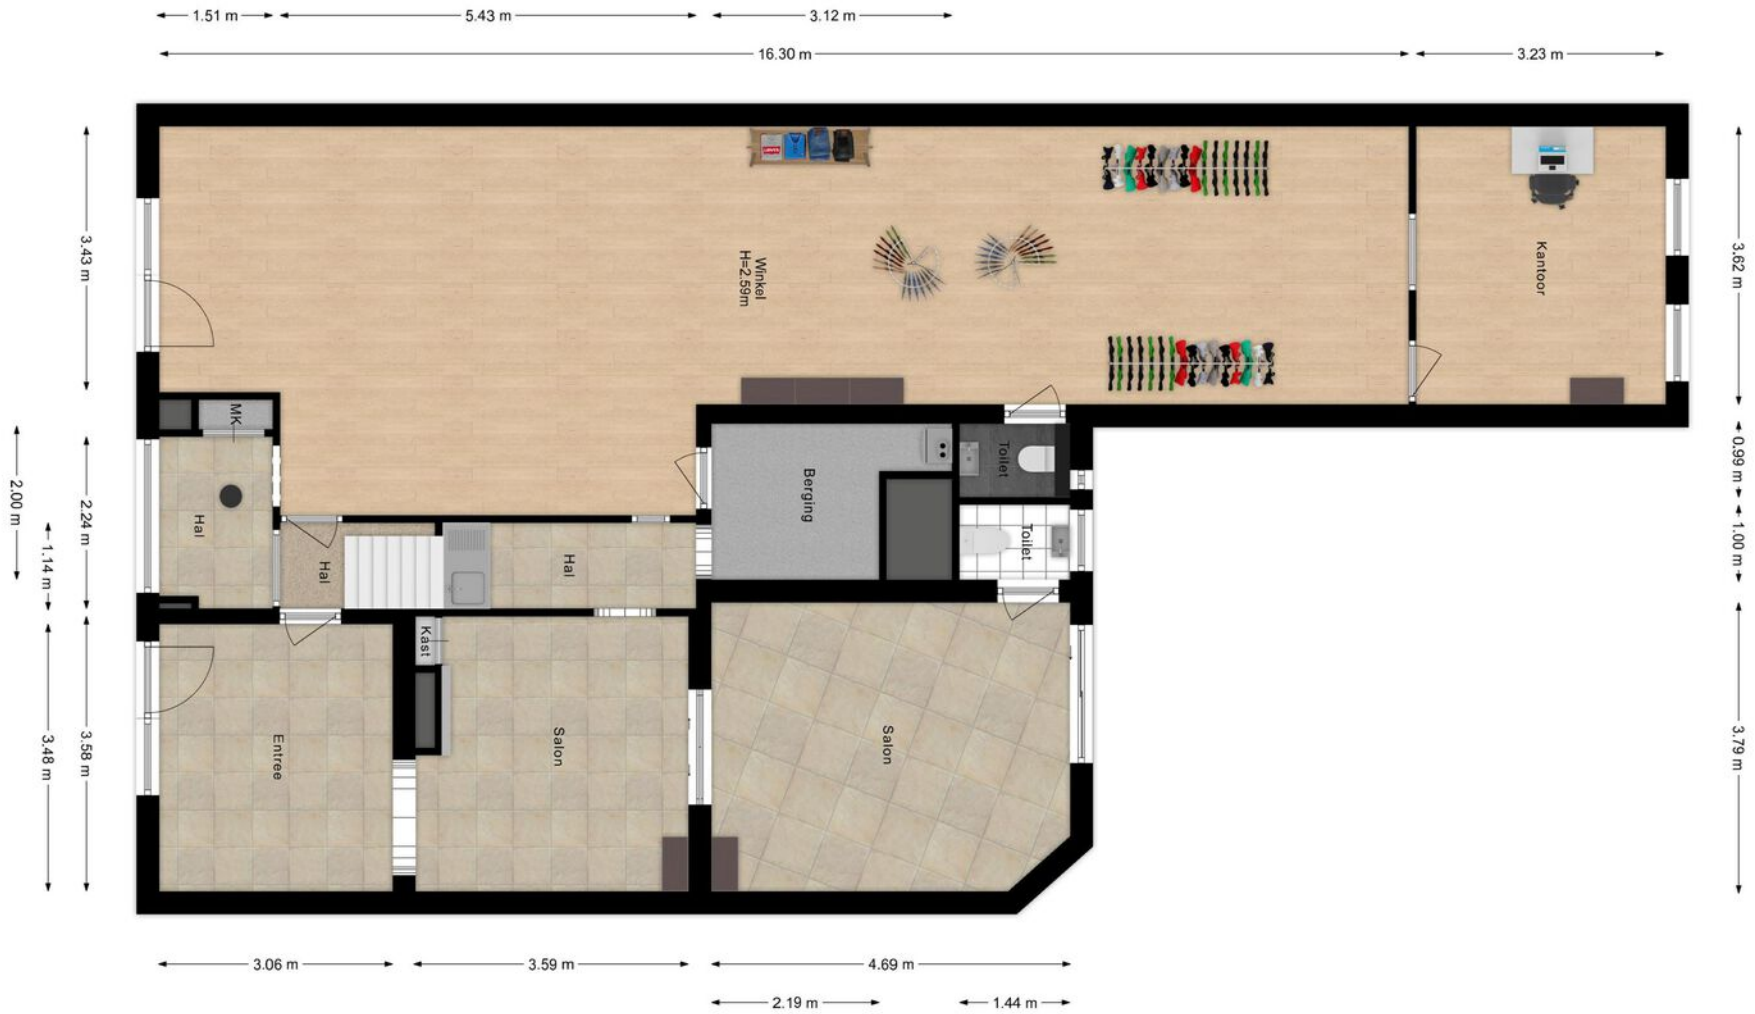 1.51 m
5.43 m
3.12 m
16.30 m
3.23 m
3.43 m
Winkel
H=2.59m
Kantoor
3.62 m
MK
2.00 m
2.24 m
Hal
1.14 m
Hal
Hal
Berging
Toilet
0.99 m
Toilet
1.00 m
Kast
3.48 m
3.58 m
Entree
Salon
Salon
3.79 m
3.06 m
3.59 m
4.69 m
2.19 m
1.44 m